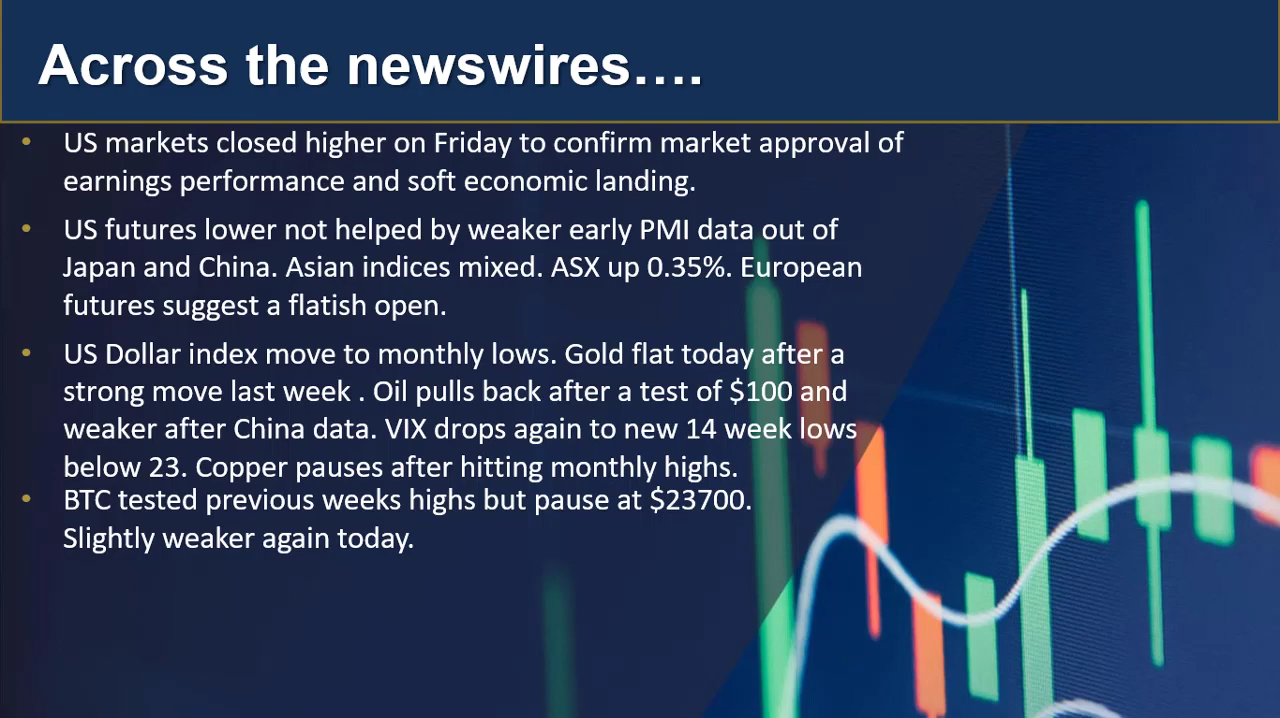 Across the newswires….
• US markets closed higher on Friday to confirm market approval of
earnings performance and soft economic landing.
• US futures lower not helped by weaker early PMI data out of
Japan and China. Asian indices mixed. ASX up 0.35%. European
futures suggest a flatish open.
• US Dollar index move to monthly lows. Gold flat today after a
strong move last week . Oil pulls back after a test of $100 and
weaker after China data. VIX drops again to new 14 week lows
below 23. Copper pauses after hitting monthly highs.
• BTC tested previous weeks highs but pause at $23700.
Slightly weaker again today.